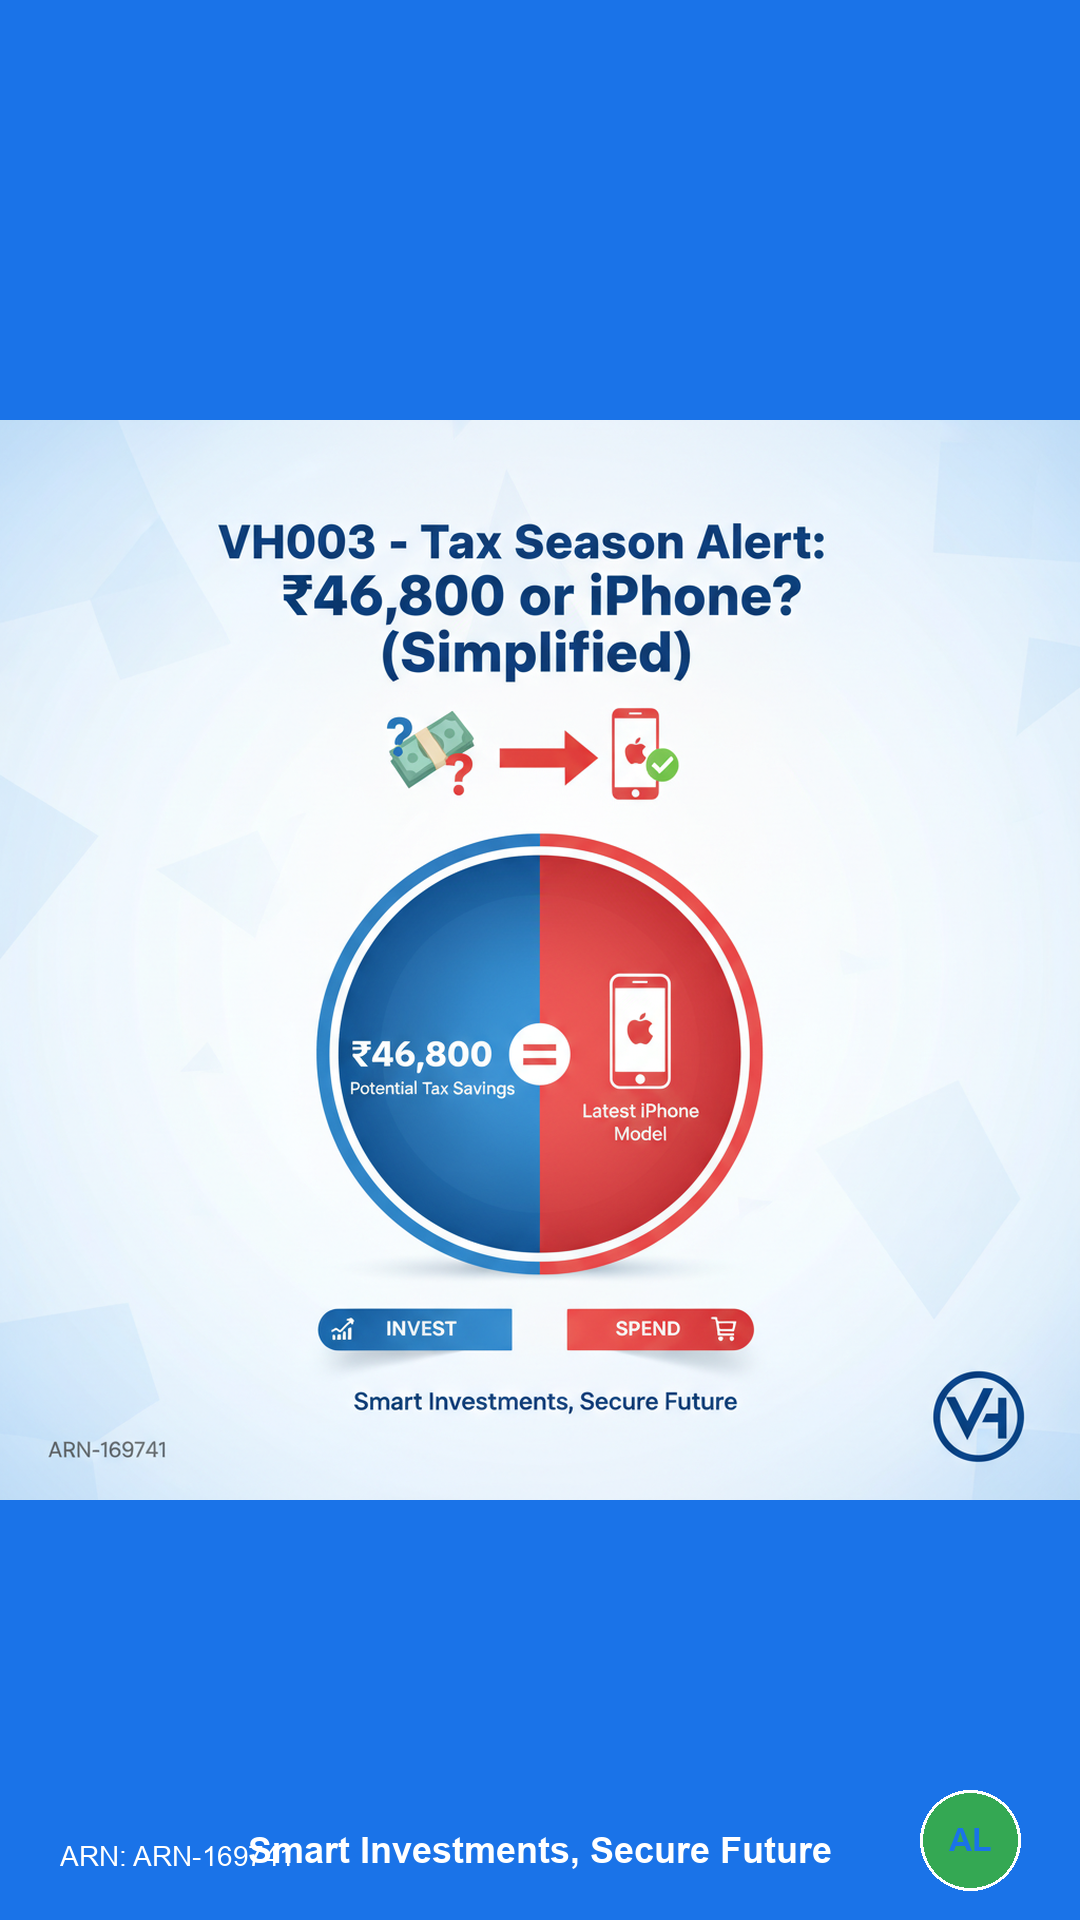 VH003 - Tax Season Alert:
₹46,800 or iPhone?
(Simplified)
? ?
₹46,800
Potential Tax Savings
=
Latest iPhone
Model
INVEST
SPEND
Smart Investments, Secure Future
VH
ARN-169741
ARN: ARN-169741
Smart Investments, Secure Future
AL